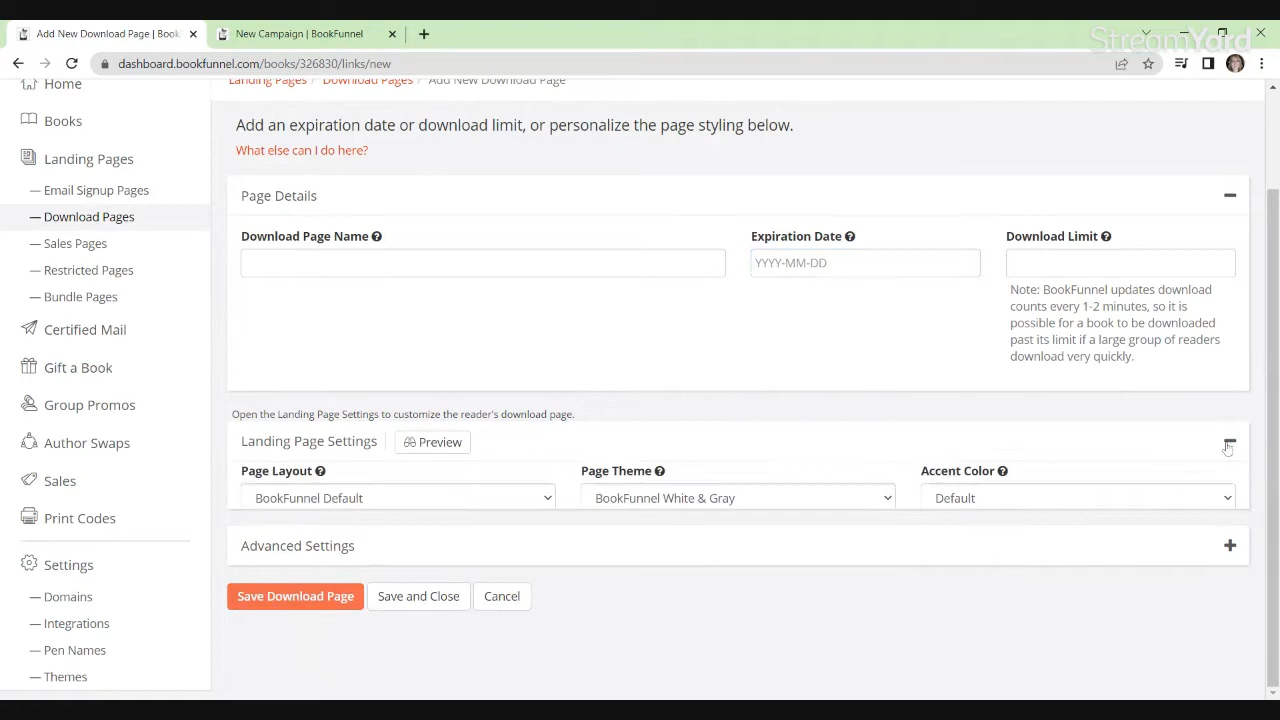 Add New Download Page | Book
New Campaign | BookFunnel
StreamYard
dashboard.bookfunnel.com/books/326830/links/new
Home
Books
Landing Pages
— Email Signup Pages
— Download Pages
— Sales Pages
— Restricted Pages
— Bundle Pages
Certified Mail
Gift a Book
Group Promos
Author Swaps
Sales
Print Codes
Settings
— Domains
— Integrations
— Pen Names
— Themes
Landing Pages / Download Pages / Add New Download Page
Add an expiration date or download limit, or personalize the page styling below.
What else can I do here?
Page Details
Download Page Name
Expiration Date
Download Limit
YYYY-MM-DD
Note: BookFunnel updates download
counts every 1-2 minutes, so it is
possible for a book to be downloaded
past its limit if a large group of readers
download very quickly.
Open the Landing Page Settings to customize the reader's download page.
Landing Page Settings
Preview
Page Layout
Page Theme
Accent Color
BookFunnel Default
BookFunnel White & Gray
Default
Advanced Settings
Save Download Page
Save and Close
Cancel